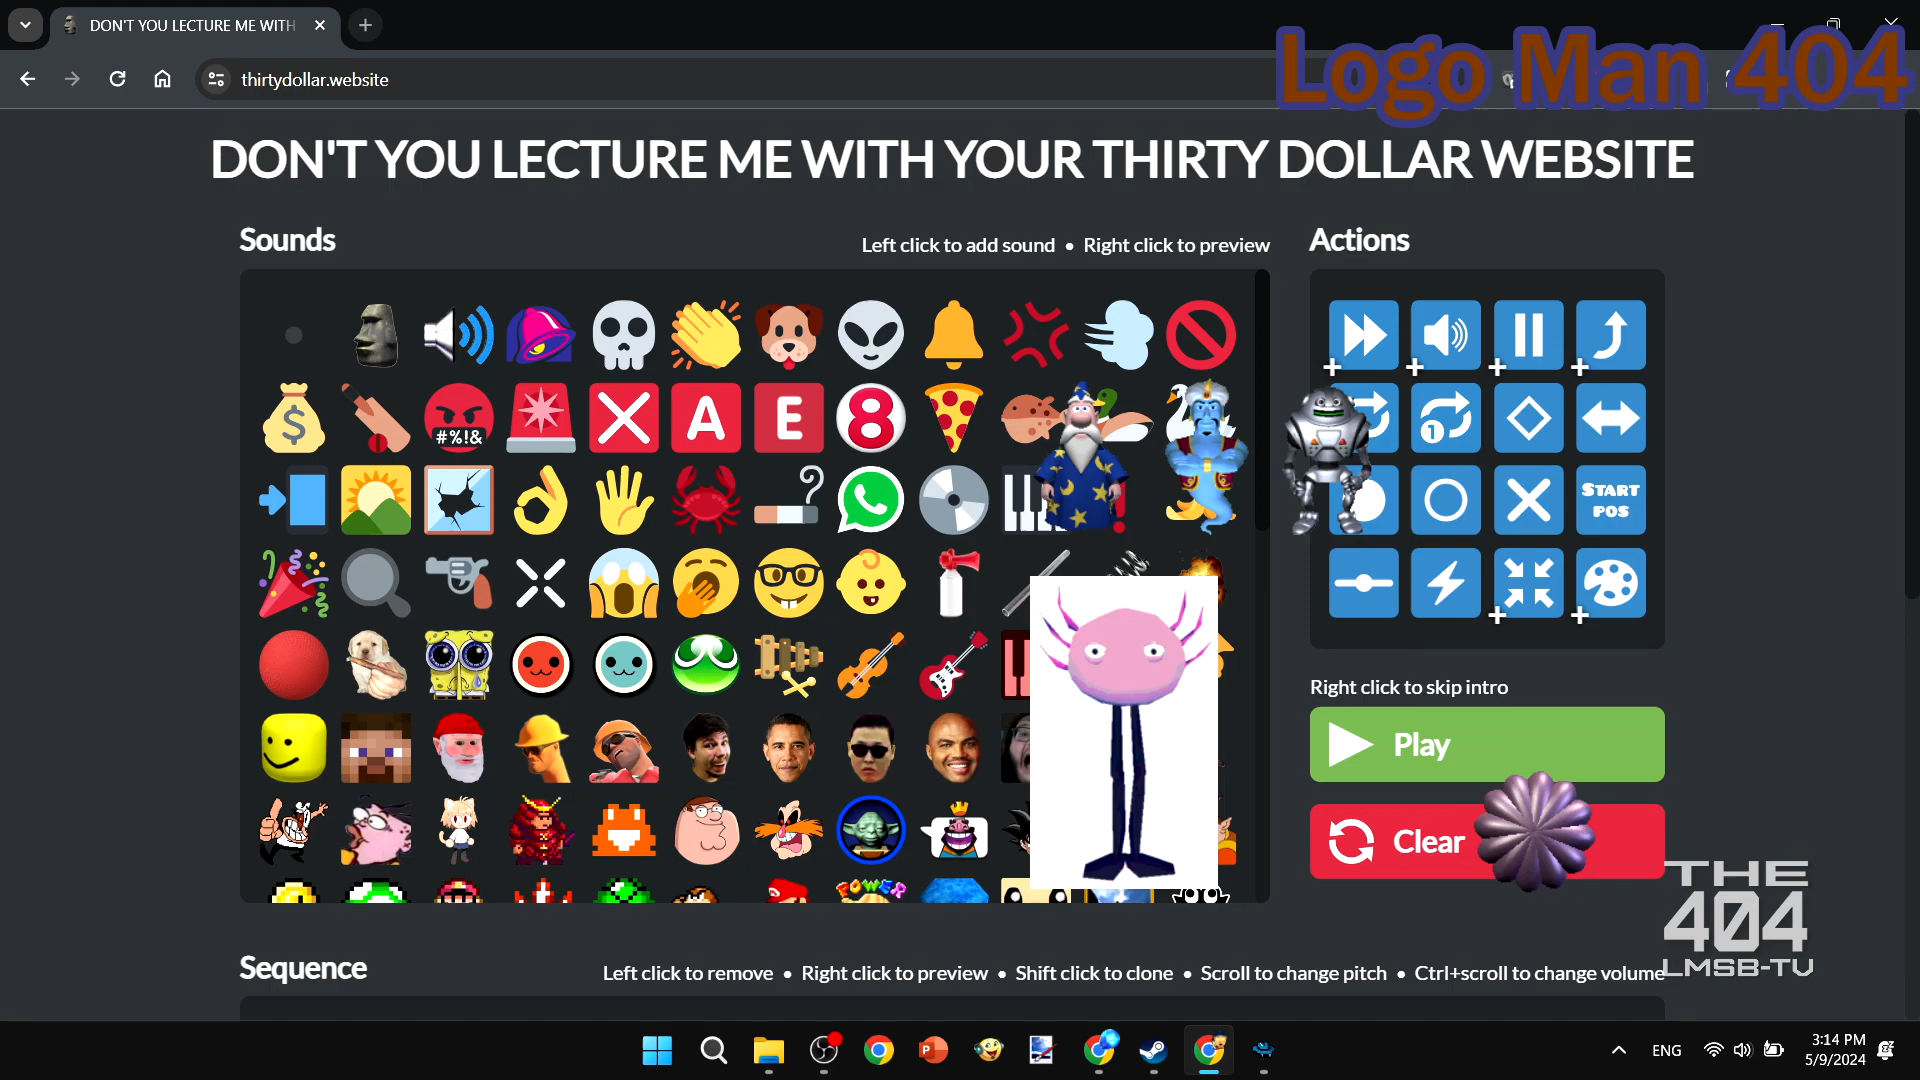 DON'T YOU LECTURE ME WITH
Logo Man 404
thirtydollar.website
DON'T YOU LECTURE ME WITH YOUR THIRTY DOLLAR WEBSITE
Sounds
Left click to add sound • Right click to preview
Actions
#%!&
A
E
8
1
START
POS
Right click to skip intro
Play
Clear
POWER
THE
404
LMSB-TV
Sequence
Left click to remove • Right click to preview • Shift click to clone • Scroll to change pitch • Ctrl+scroll to change volume
ENG
3:14 PM
5/9/2024